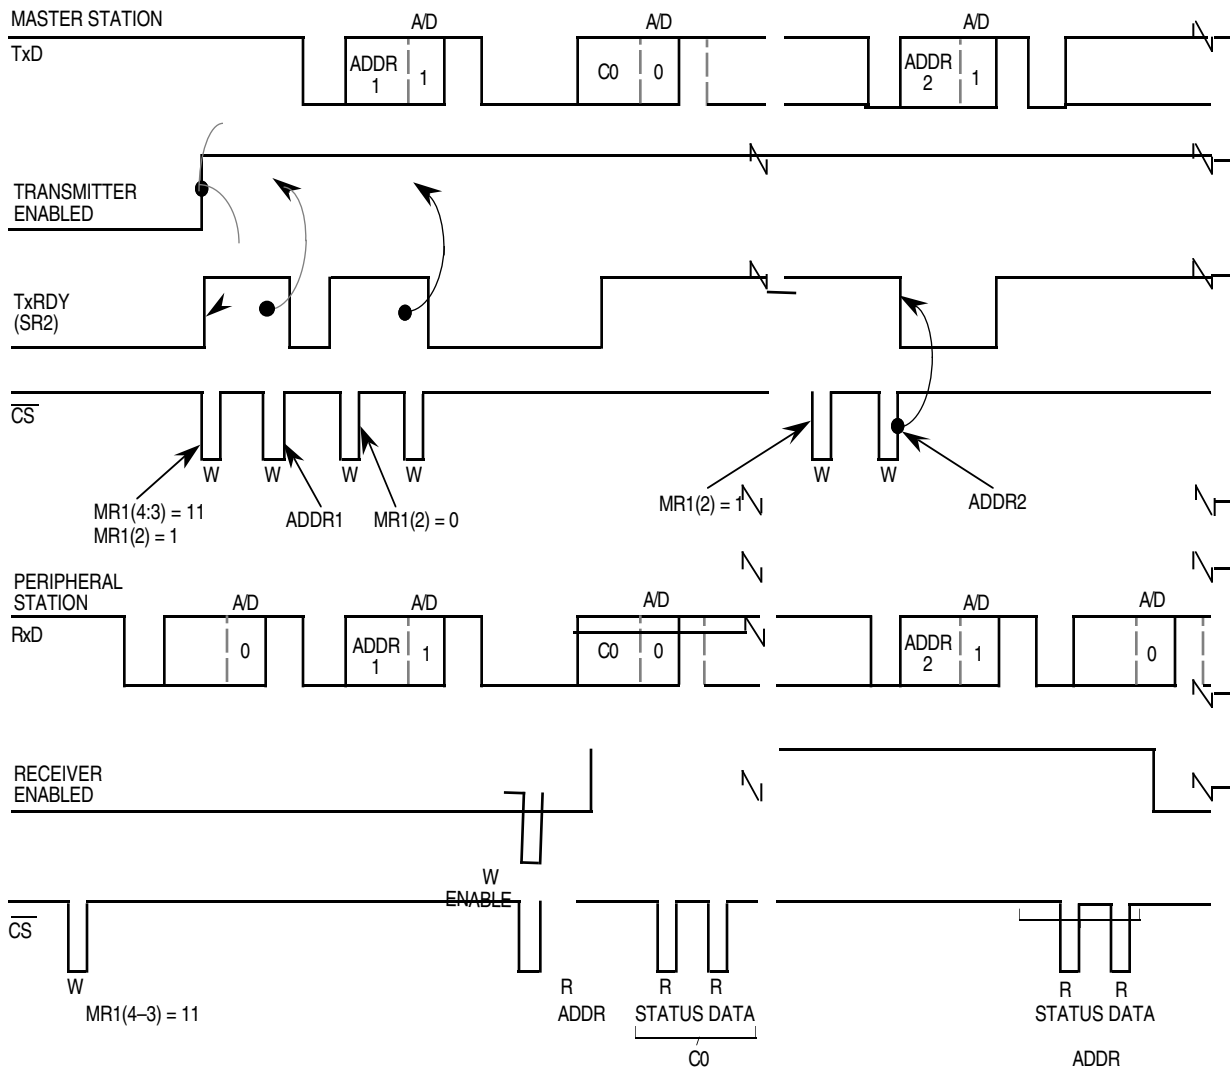 MASTER STATION
A/D A/D A/D
TxD
ADDR 1 1 C0 0 ADDR 2 1
TRANSMITTER
ENABLED
TxRDY
(SR2)
CS
W W W W W W
MR1(4:3) = 11
MR1(2) = 1
ADDR1
MR1(2) = 0
MR1(2) = 1
ADDR2
PERIPHERAL
STATION
A/D A/D A/D A/D A/D
RxD
0 ADDR 1 1 C0 0 ADDR 2 1 0
RECEIVER
ENABLED
W
ENABLE
CS
W R R R R R
MR1(4–3) = 11
ADDR
STATUS DATA
STATUS DATA
C0
ADDR